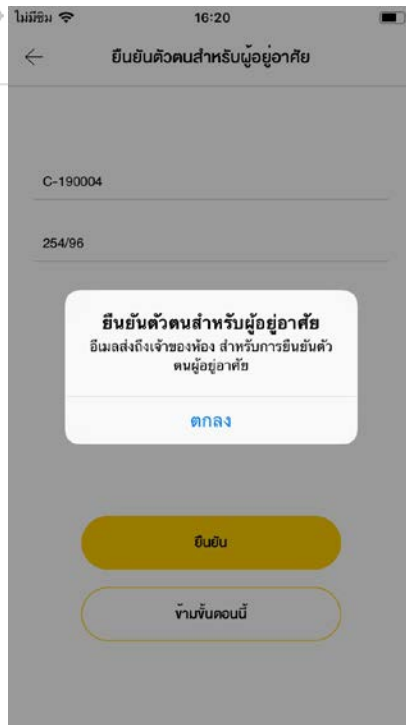 ไม่มีซิม 16:20
ยืนยันตัวตนสำหรับผู้อยู่อาศัย
C-190004
254/96
ยืนยันตัวตนสำหรับผู้อยู่อาศัย
อีเมลส่งถึงเจ้าของห้อง สำหรับการยืนยันตัว
ตนผู้อยู่อาศัย
ตกลง
ยืนยัน
ข้ามขั้นตอนนี้